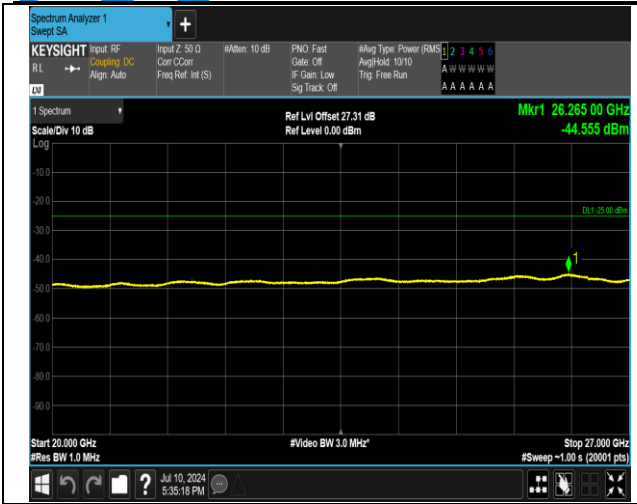 Spectrum Analyzer 1
Swept SA
KEYSIGHT
RL
LXI
Input: RF
Coupling: DC
Align: Auto
Input Z: 50 Ω
Corr CCorr
Freq Ref: Int (S)
#Atten: 10 dB
PNO: Fast
Gate: Off
IF Gain: Low
Sig Track: Off
#Avg Type: Power (RMS
Avg|Hold: 10/10
Trig: Free Run
1 2 3 4 5 6
A W W W W W
A A A A A A
1 Spectrum
Scale/Div 10 dB
Log
Ref Lvl Offset 27.31 dB
Ref Level 0.00 dBm
Mkr1 26.265 00 GHz
-44.555 dBm
-10.0
-20.0
DL1 -25.00 dBm
-30.0
-40.0
1
-50.0
-60.0
-70.0
-80.0
-90.0
Start 20.000 GHz
#Res BW 1.0 MHz
#Video BW 3.0 MHz*
Stop 27.000 GHz
#Sweep ~1.00 s (20001 pts)
?
Jul 10, 2024
5:35:18 PM